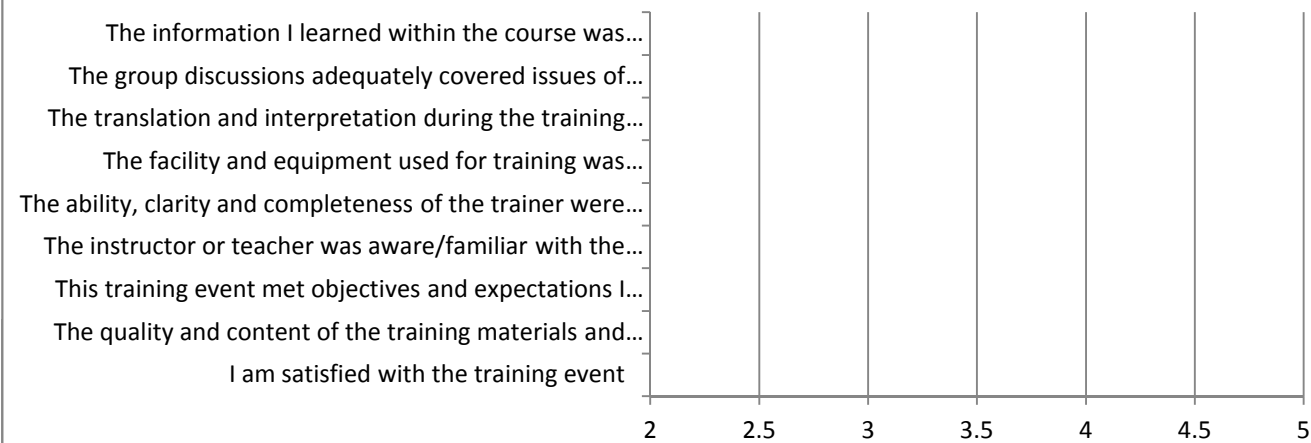 The information I learned within the course was…
The group discussions adequately covered issues of…
The translation and interpretation during the training…
The facility and equipment used for training was…
The ability, clarity and completeness of the trainer were…
The instructor or teacher was aware/familiar with the…
This training event met objectives and expectations I…
The quality and content of the training materials and…
I am satisfied with the training event
2 2.5 3 3.5 4 4.5 5